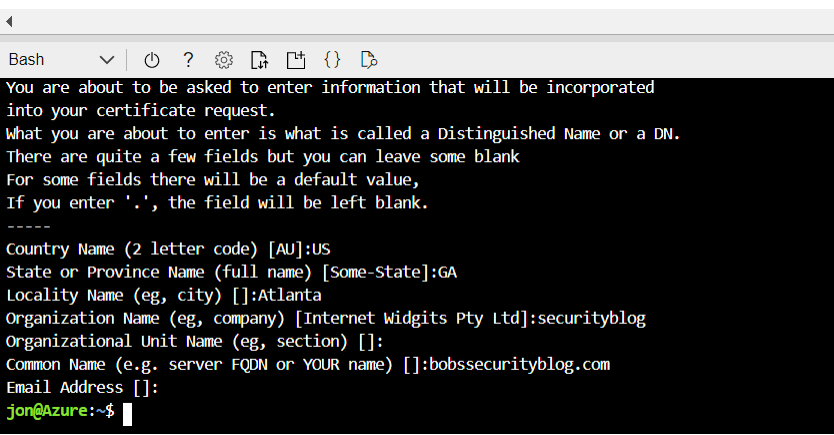 Bash
?
{}
You are about to be asked to enter information that will be incorporated
into your certificate request.
What you are about to enter is what is called a Distinguished Name or a DN.
There are quite a few fields but you can leave some blank
For some fields there will be a default value,
If you enter '.', the field will be left blank.
-----
Country Name (2 letter code) [AU]:US
State or Province Name (full name) [Some-State]:GA
Locality Name (eg, city) []:Atlanta
Organization Name (eg, company) [Internet Widgits Pty Ltd]:securityblog
Organizational Unit Name (eg, section) []:
Common Name (e.g. server FQDN or YOUR name) []:bobssecurityblog.com
Email Address []:
jon@Azure:~$